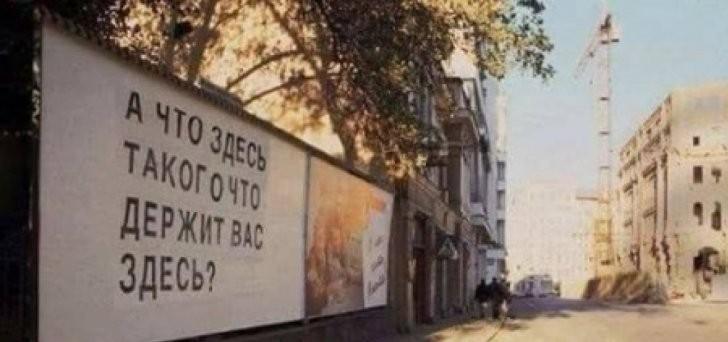 А ЧТО ЗДЕСЬ
ТАКОГО ЧТО
ДЕРЖИТ ВАС
ЗДЕСЬ?